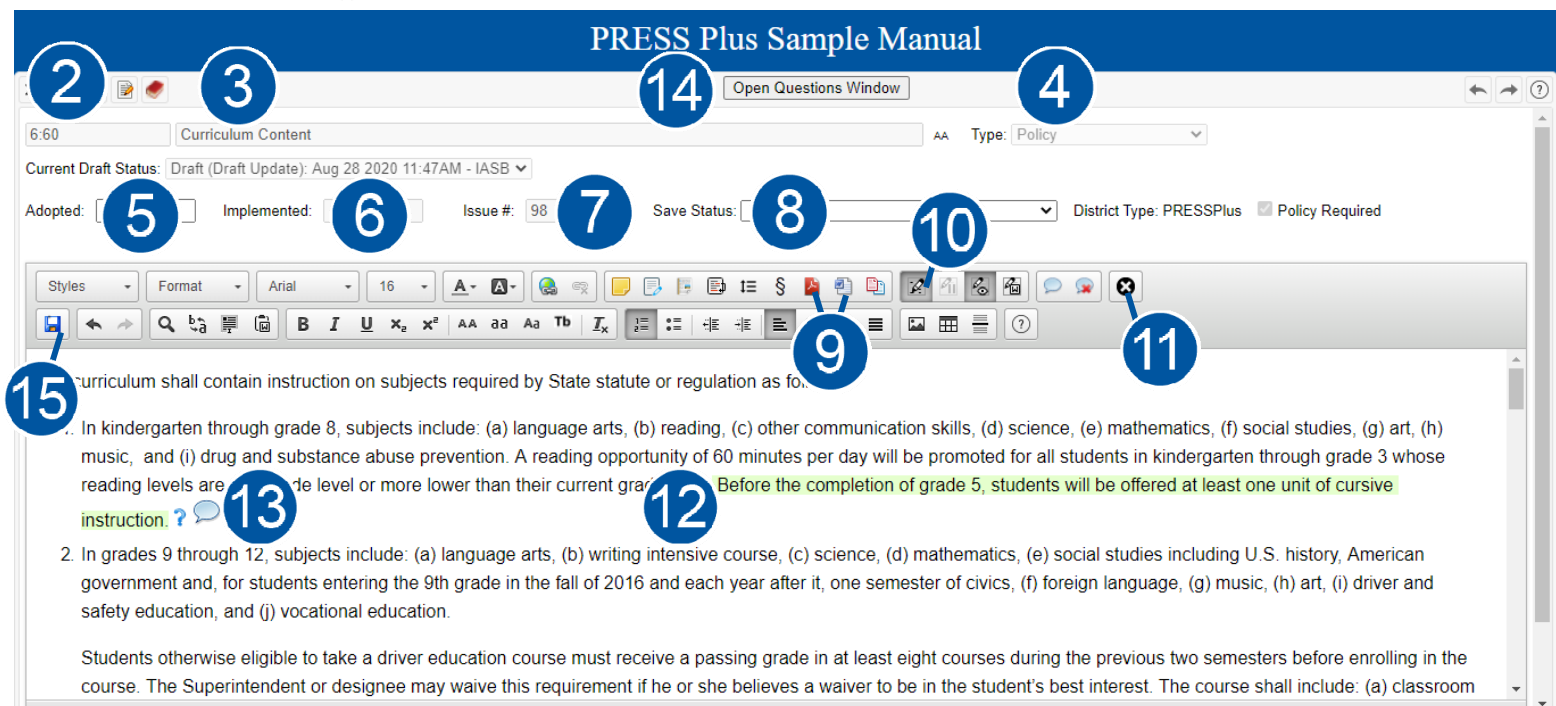 PRESS Plus Sample Manual
2
3
14
Open Questions Window
4
6:60
Curriculum Content
AA
Type: Policy
Current Draft Status: Draft (Draft Update): Aug 28 2020 11:47AM - IASB
Adopted:
5
Implemented:
6
Issue #: 98
7
Save Status:
8
District Type: PRESSPlus
Policy Required
10
Styles
Format
Arial
16
A
A
§
B I U X₂ X² AA aa Aa Tb Tx
?
9
11
15
curriculum shall contain instruction on subjects required by State statute or regulation as
In kindergarten through grade 8, subjects include: (a) language arts, (b) reading, (c) other communication skills, (d) science, (e) mathematics, (f) social studies, (g) art, (h)
music, and (i) drug and substance abuse prevention. A reading opportunity of 60 minutes per day will be promoted for all students in kindergarten through grade 3 whose
reading levels are level or more lower than their current Before the completion of grade 5, students will be offered at least one unit of cursive
instruction. ?
13
12
2. In grades 9 through 12, subjects include: (a) language arts, (b) writing intensive course, (c) science, (d) mathematics, (e) social studies including U.S. history, American
government and, for students entering the 9th grade in the fall of 2016 and each year after it, one semester of civics, (f) foreign language, (g) music, (h) art, (i) driver and
safety education, and (j) vocational education.
Students otherwise eligible to take a driver education course must receive a passing grade in at least eight courses during the previous two semesters before enrolling in the
course. The Superintendent or designee may waive this requirement if he or she believes a waiver to be in the student's best interest. The course shall include: (a) classroom